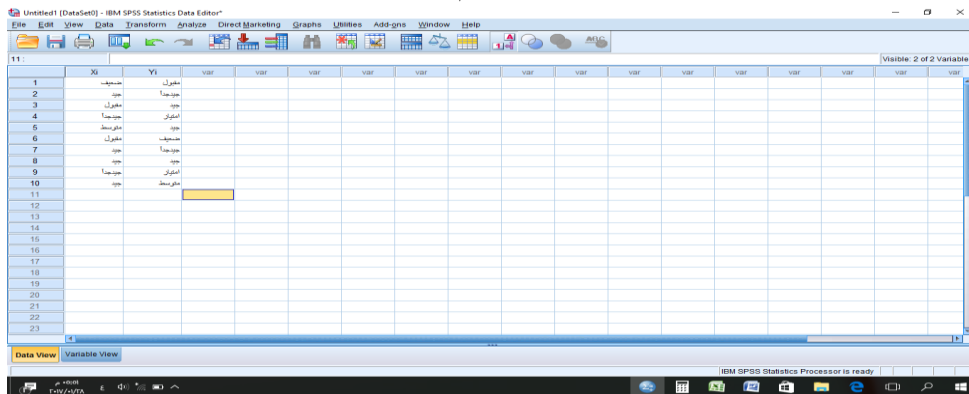 Untitled1 [DataSet0] - IBM SPSS Statistics Data Editor*
File Edit View Data Transform Analyze Direct Marketing Graphs Utilities Add-ons Window Help
11 : Visible: 2 of 2 Variable
Xi Yi var var var var var var var var var var var var var var
1 ضعيف مقبول
2 جيد جيدجدا
3 مقبول جيد
4 جيدجدا امتياز
5 متوسط جيد
6 مقبول ضعيف
7 جيد جيدجدا
8 جيد جيد
9 جيدجدا امتياز
10 جيد متوسط
11
12
13
14
15
16
17
18
19
20
21
22
23
Data View Variable View
IBM SPSS Statistics Processor is ready